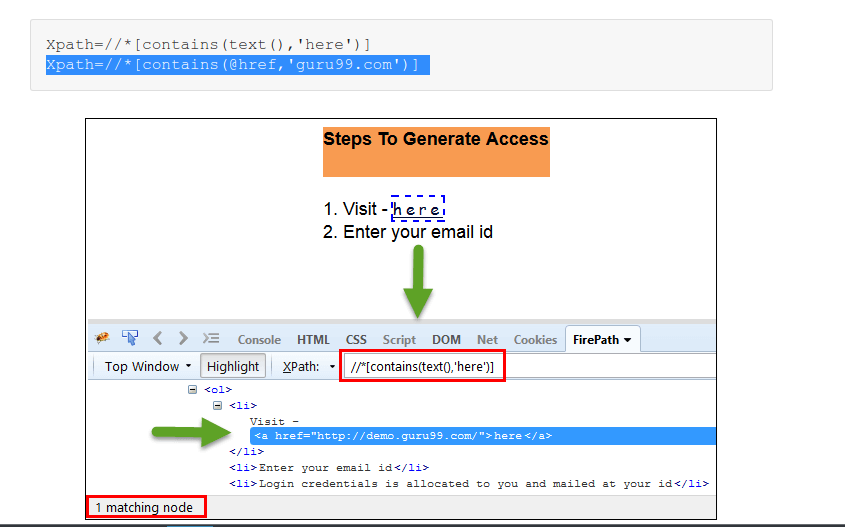 Xpath=//*[contains(text(),'here')]
Xpath=//*[contains(@href,'guru99.com')]
Steps To Generate Access
1. Visit - here
2. Enter your email id
Console HTML CSS Script DOM Net Cookies FirePath
Top Window Highlight XPath: //*[contains(text(),'here')]
<ol>
<li>
Visit -
<a href="http://demo.guru99.com/">here</a>
</li>
<li>Enter your email id</li>
<li>Login credentials is allocated to you and mailed at your id</li>
1 matching node